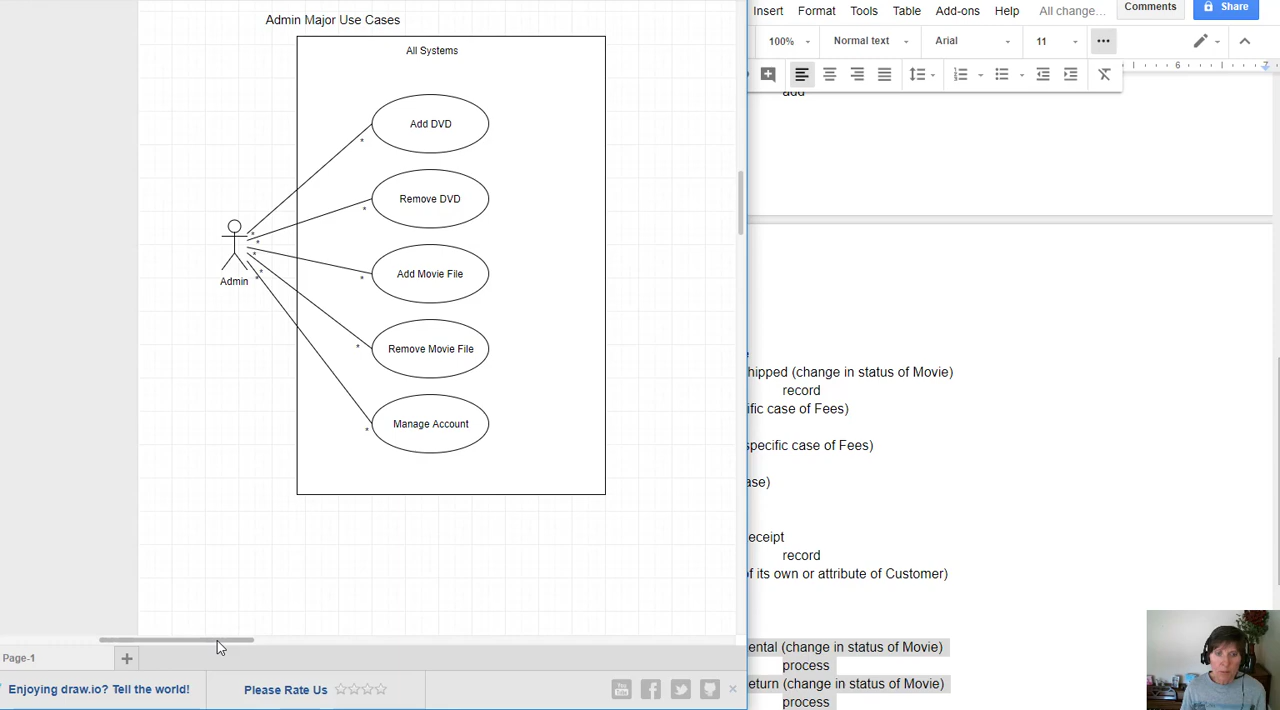 Admin Major Use Cases
All Systems
Add DVD
Remove DVD
Add Movie File
Remove Movie File
Manage Account
Admin
*
*
*
*
*
*
*
*
*
*
Page-1
Enjoying draw.io? Tell the world!
Please Rate Us
You
Insert Format Tools Table Add-ons Help All change…
Comments
Share
100% Normal text Arial 11
6 7
add
hipped (change in status of Movie)
record
ific case of Fees)
specific case of Fees)
ase)
eceipt
record
of its own or attribute of Customer)
ental (change in status of Movie)
process
eturn (change in status of Movie)
process